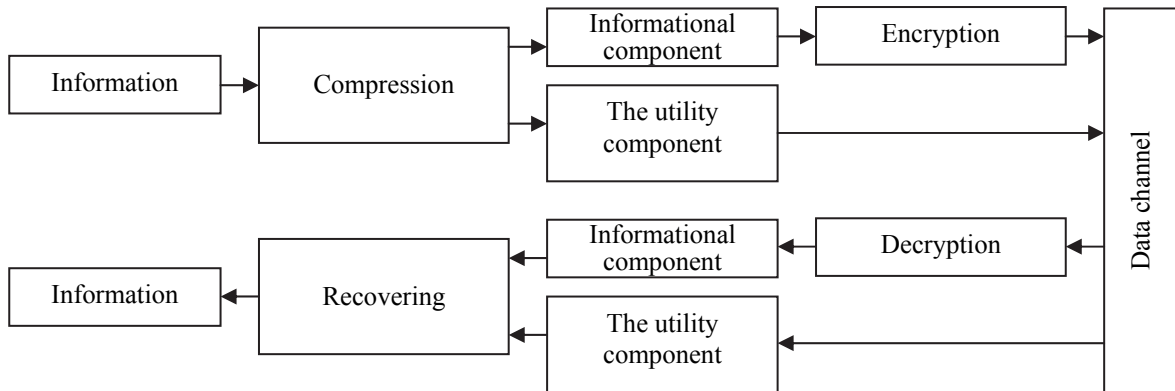 Information
Compression
Informational
component
Encryption
The utility
component
Data channel
Informational
component
Decryption
Information
Recovering
The utility
component